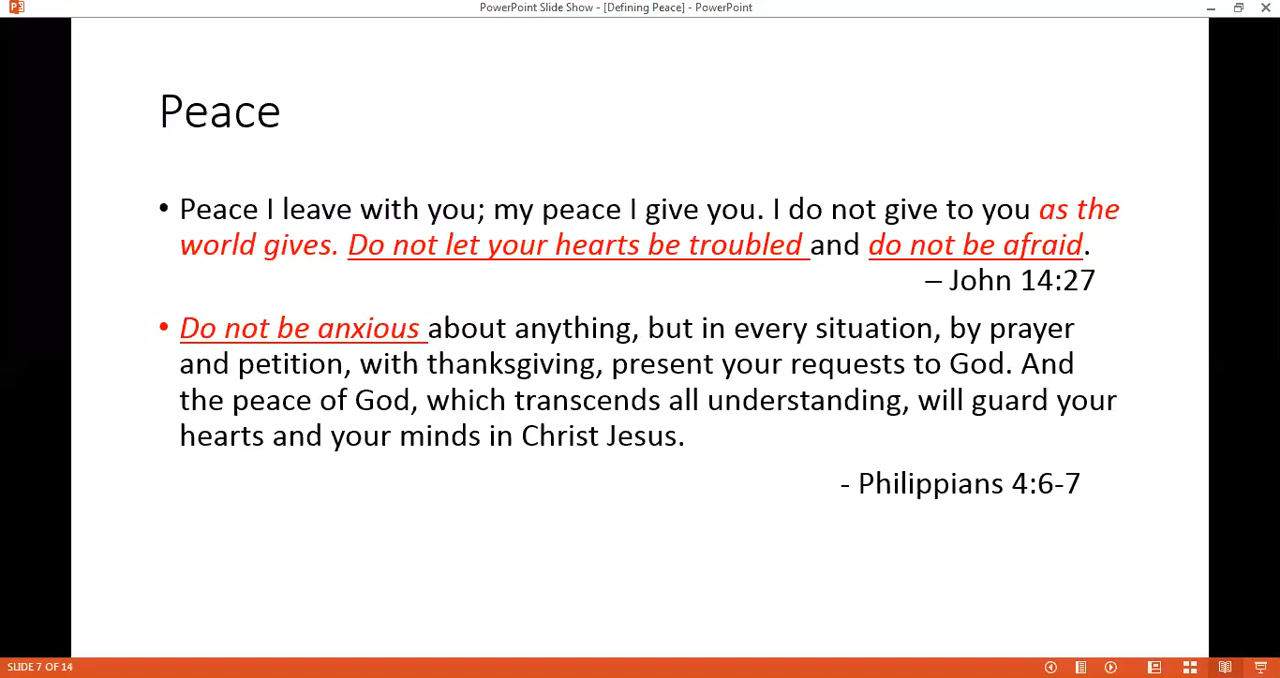 PowerPoint Slide Show - [Defining Peace] - PowerPoint
Peace
• Peace I leave with you; my peace I give you. I do not give to you as the
world gives. Do not let your hearts be troubled and do not be afraid.
– John 14:27
• Do not be anxious about anything, but in every situation, by prayer
and petition, with thanksgiving, present your requests to God. And
the peace of God, which transcends all understanding, will guard your
hearts and your minds in Christ Jesus.
- Philippians 4:6-7
SLIDE 7 OF 14